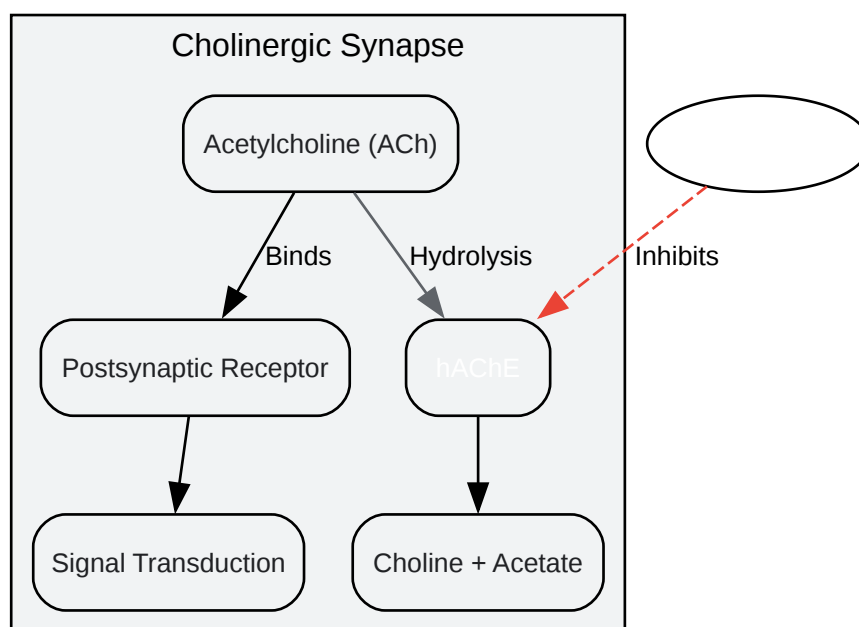 Cholinergic Synapse
Acetylcholine (ACh)
Binds
Hydrolysis
Inhibits
Postsynaptic Receptor
hAChE
Signal Transduction
Choline + Acetate